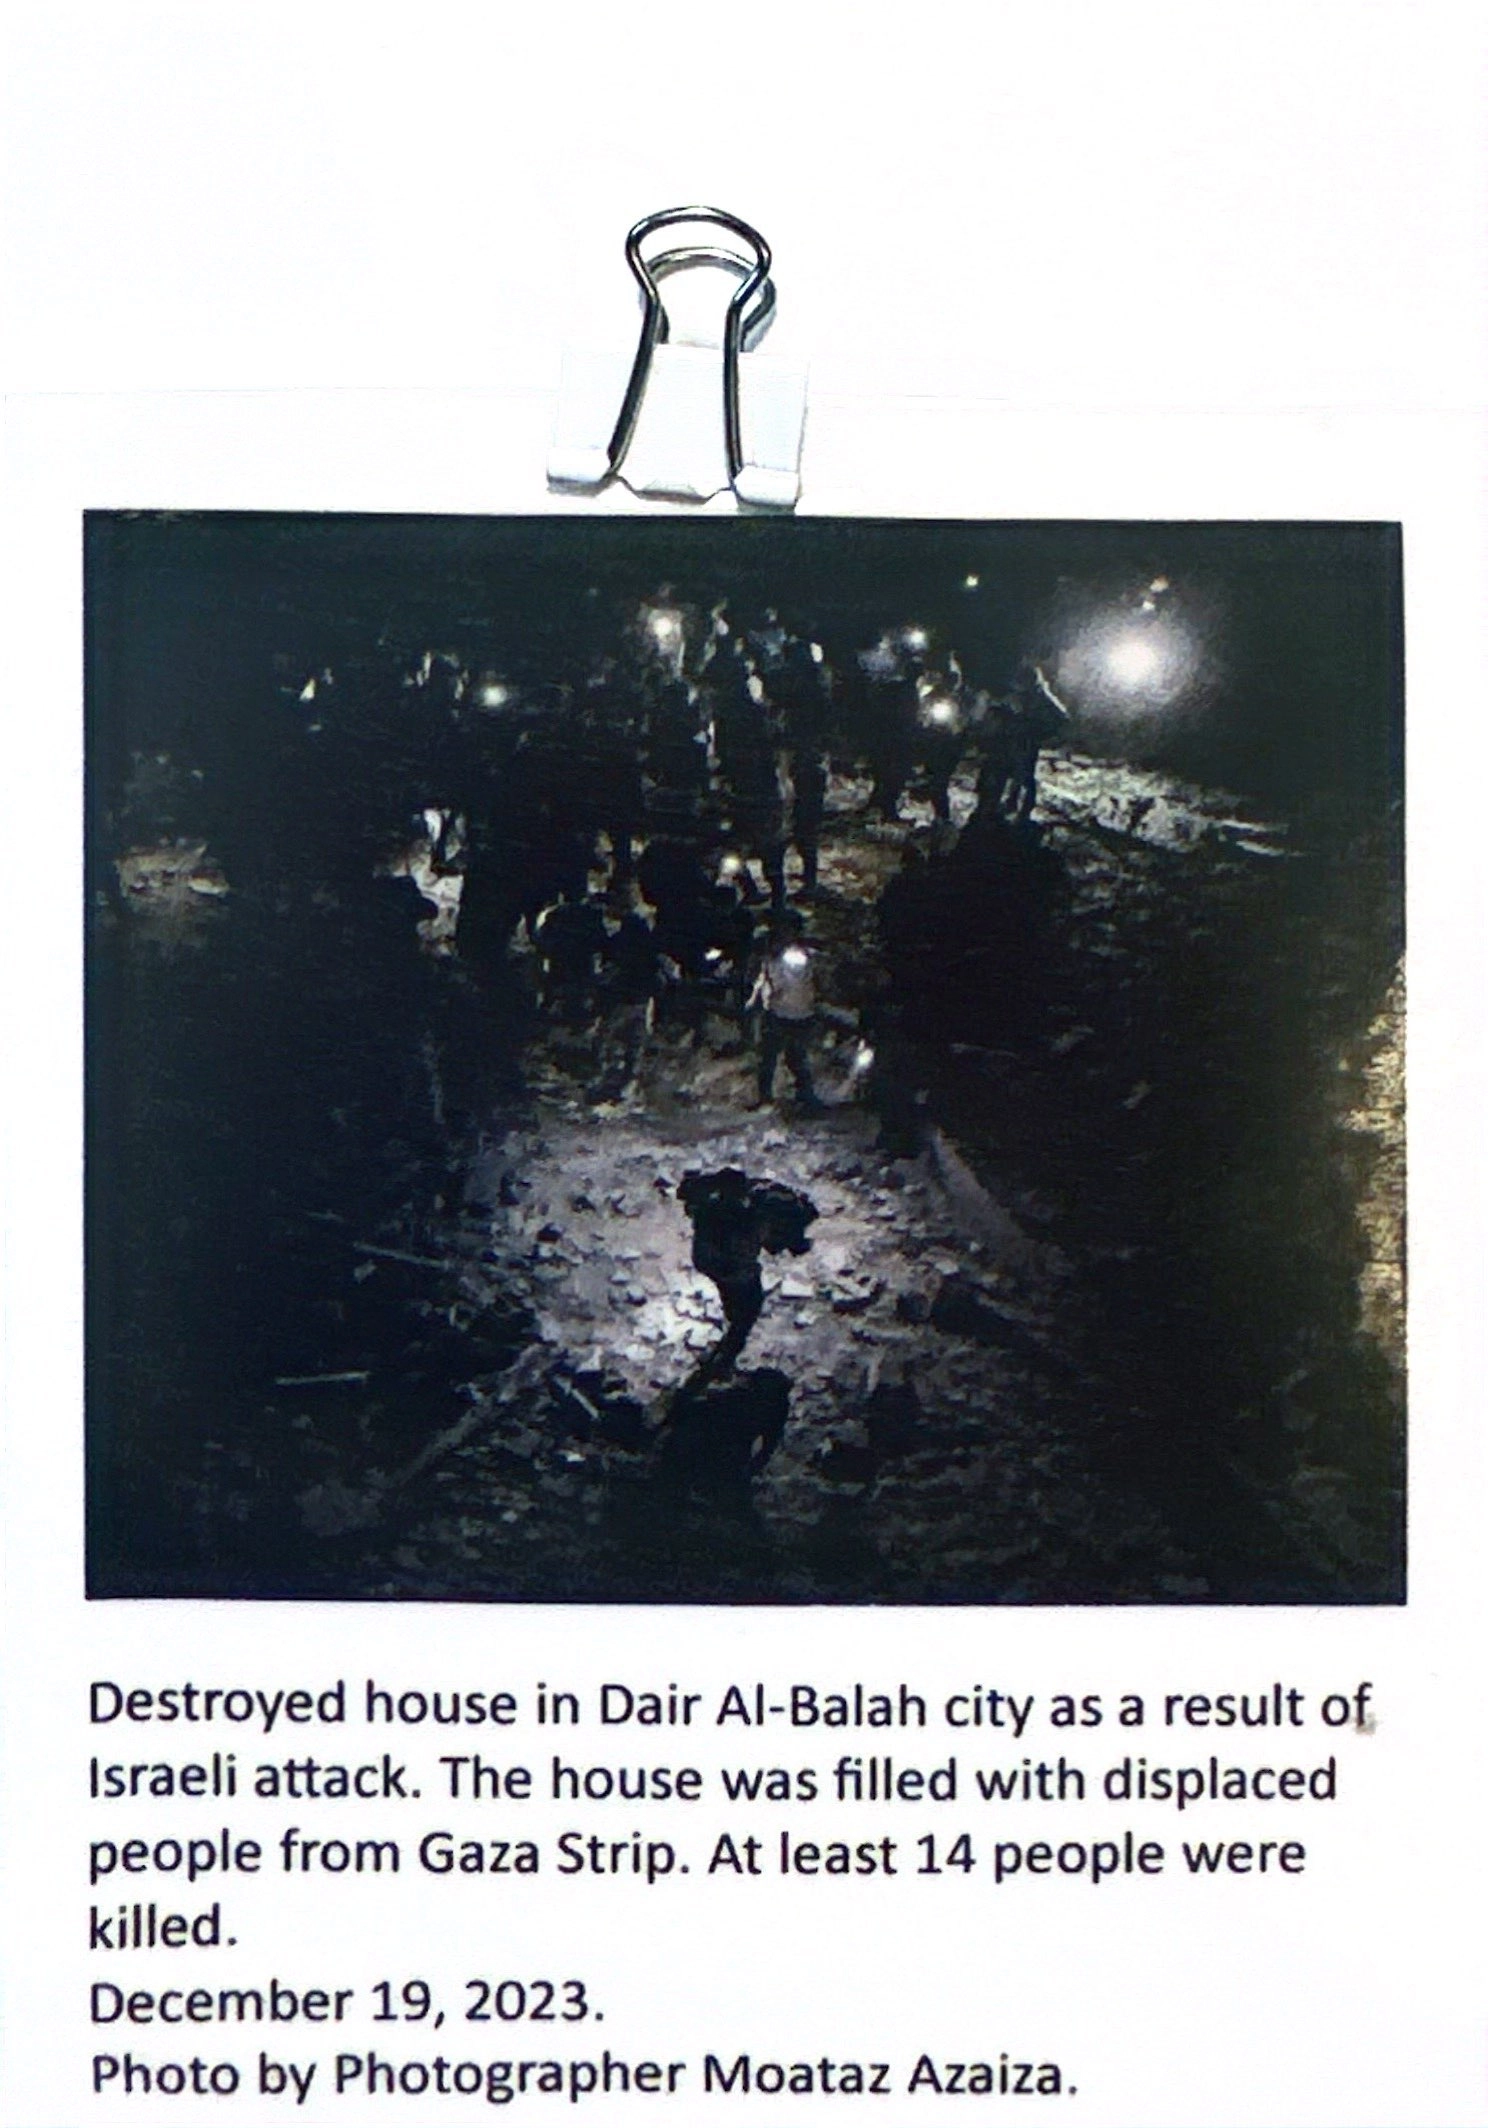 Destroyed house in Dair Al-Balah city as a result of
Israeli attack. The house was filled with displaced
people from Gaza Strip. At least 14 people were
killed.
December 19, 2023.
Photo by Photographer Moataz Azaiza.